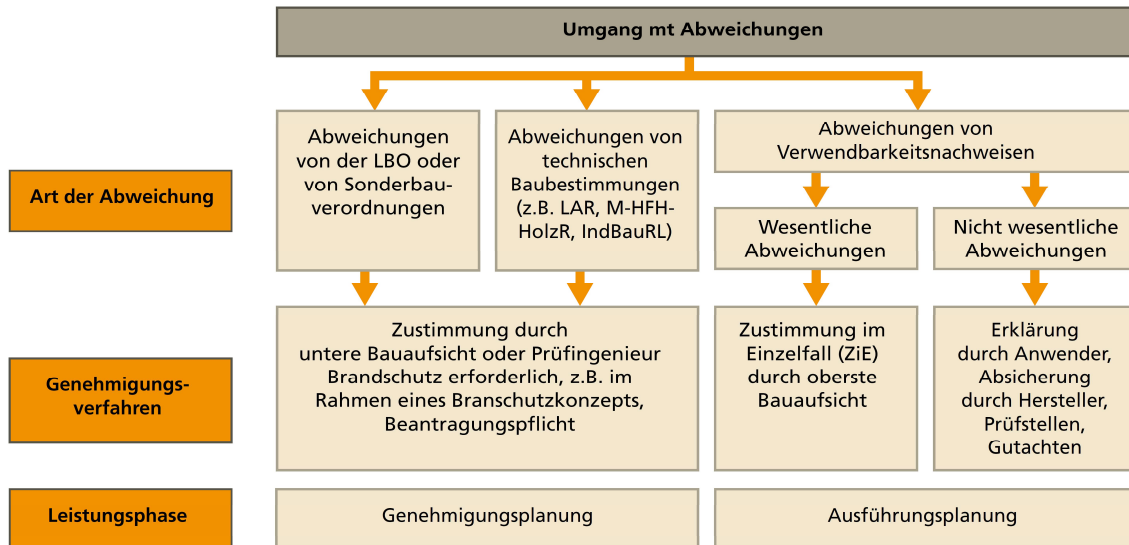 Umgang mt Abweichungen
Art der Abweichung
Abweichungen
von der LBO oder
von Sonderbau-
verordnungen
Abweichungen von
technischen
Baubestimmungen
(z.B. LAR, M-HFH-
HolzR, IndBauRL)
Abweichungen von
Verwendbarkeitsnachweisen
Wesentliche
Abweichungen
Nicht wesentliche
Abweichungen
Genehmigungs-
verfahren
Zustimmung durch
untere Bauaufsicht oder Prüfingenieur
Brandschutz erforderlich, z.B. im
Rahmen eines Branschutzkonzepts,
Beantragungspflicht
Zustimmung im
Einzelfall (ZiE)
durch oberste
Bauaufsicht
Erklärung
durch Anwender,
Absicherung
durch Hersteller,
Prüfstellen,
Gutachten
Leistungsphase
Genehmigungsplanung
Ausführungsplanung